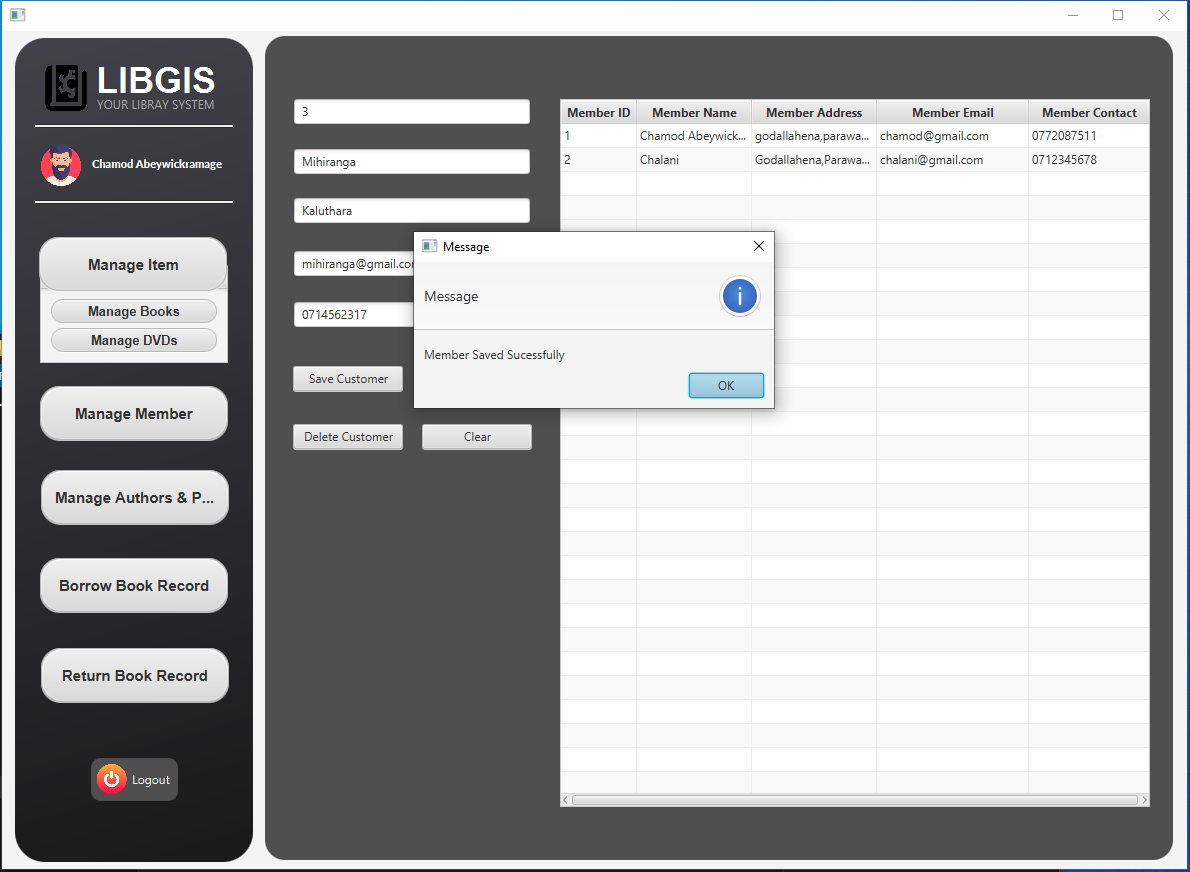 LIBGIS
YOUR LIBRAY SYSTEM
Chamod Abeywickramage
Manage Item
Manage Books
Manage DVDs
Manage Member
Manage Authors & P...
Borrow Book Record
Return Book Record
Logout
3
Mihiranga
Kaluthara
mihiranga@gmail.co
0714562317
Save Customer
Delete Customer
Clear
Member ID Member Name Member Address Member Email Member Contact
1 Chamod Abeywick... godallahena,parawa... chamod@gmail.com 0772087511
2 Chalani Godallahena,Parawa... chalani@gmail.com 0712345678
Message
Message
Member Saved Sucessfully
OK